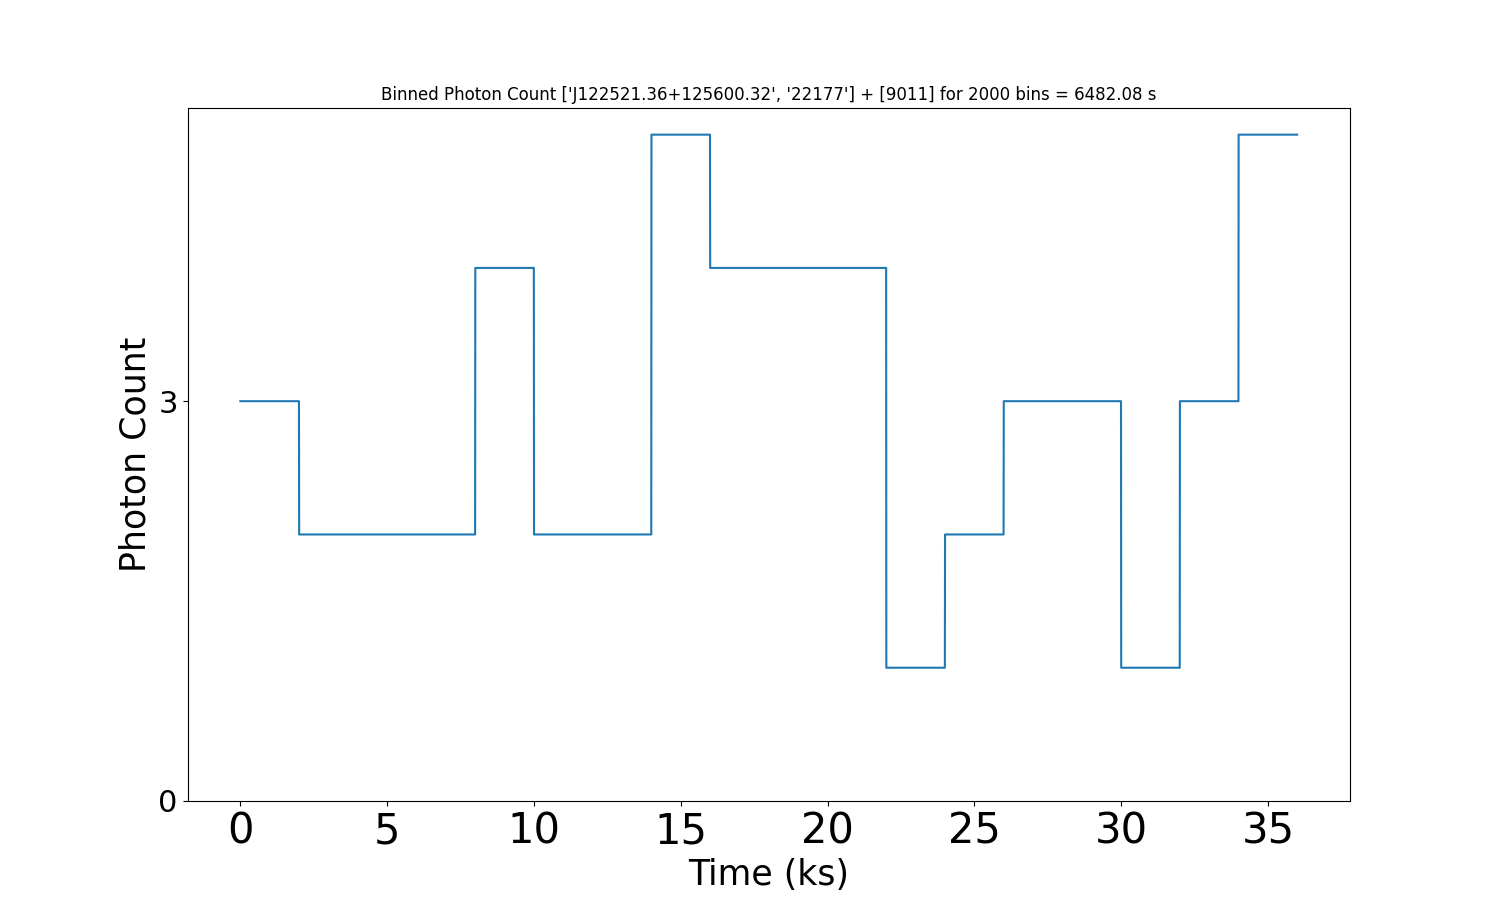 Binned Photon Count ['J122521.36+125600.32', '22177'] + [9011] for 2000 bins = 6482.08 s
Photon Count
3
0
0 5 10 15 20 25 30 35
Time (ks)